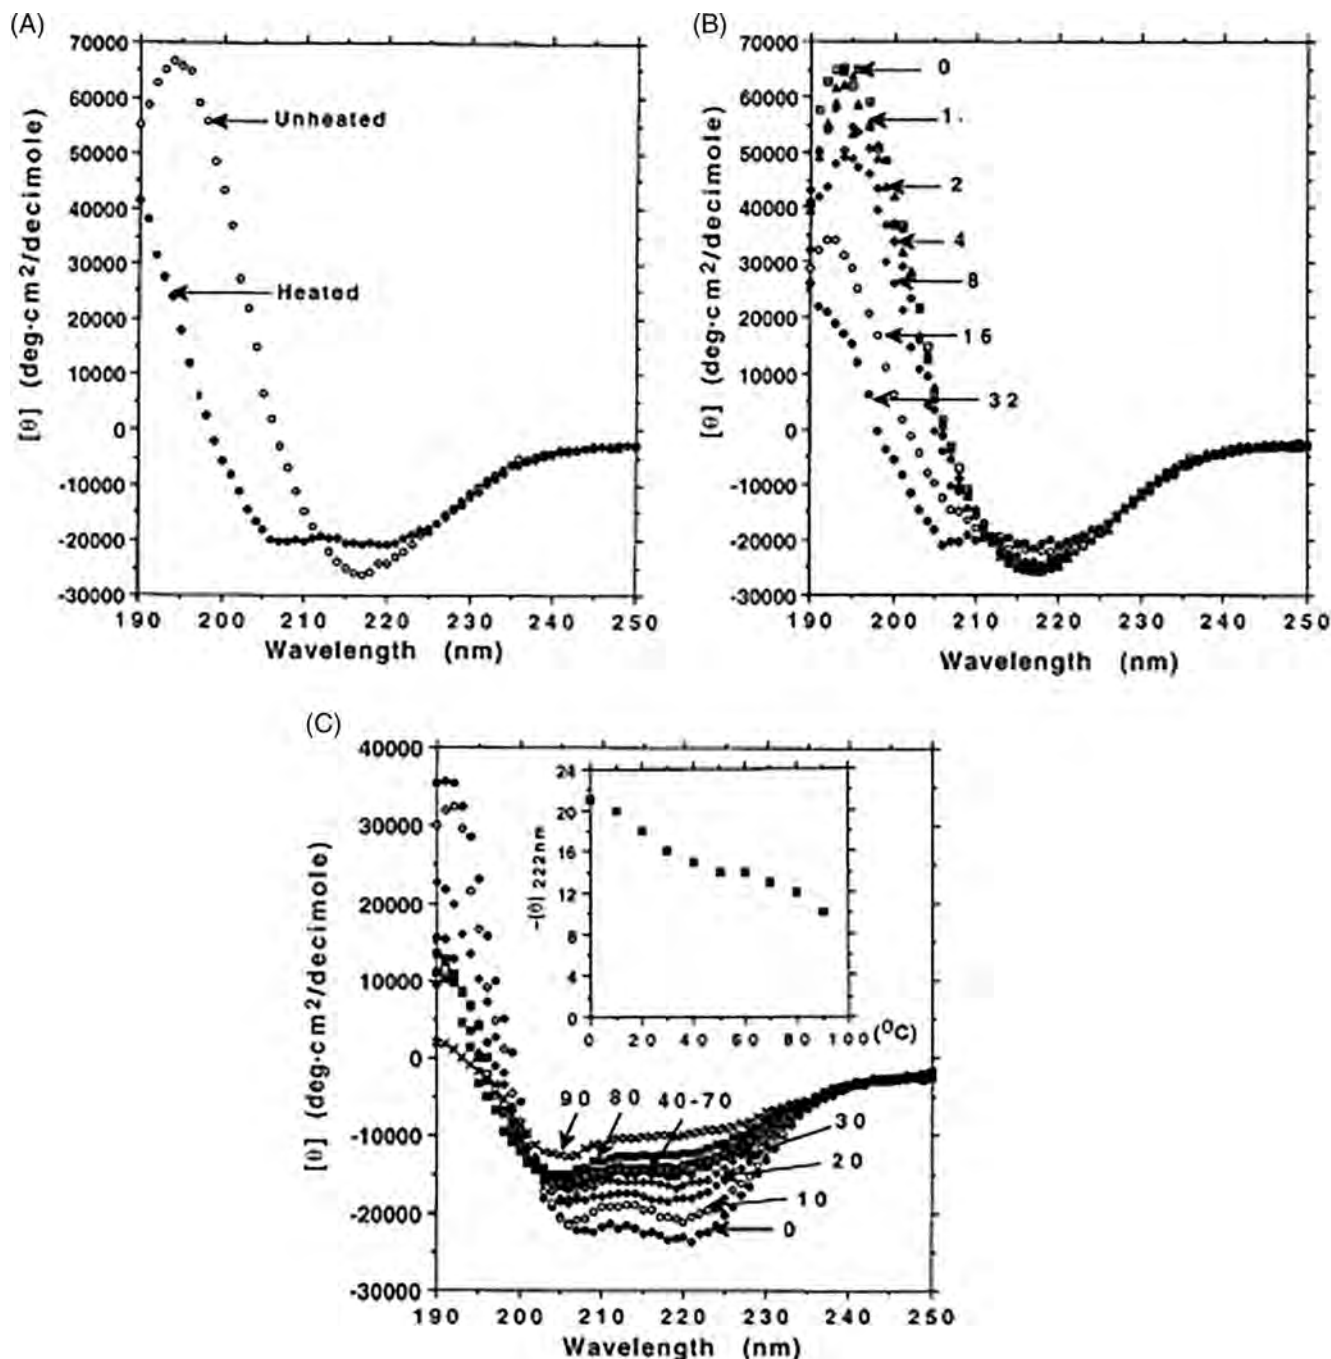 (A)
70000
60000
50000
40000
30000
20000
10000
0
-10000
-20000
-30000
[θ] (deg·cm²/decimole)
Unheated
Heated
190 200 210 220 230 240 250
Wavelength (nm)
(B)
70000
60000
50000
40000
30000
20000
10000
0
-10000
-20000
-30000
[θ] (deg·cm²/decimole)
0
1.
2
4
8
16
32
190 200 210 220 230 240 250
Wavelength (nm)
(C)
40000
30000
20000
10000
0
-10000
-20000
-30000
[θ] (deg·cm²/decimole)
24
20
16
12
8
4
0
-[θ] 222nm
0 20 40 60 80 100 (⁰C)
90 80 40-70
30
20
10
0
190 200 210 220 230 240 250
Wavelength (nm)